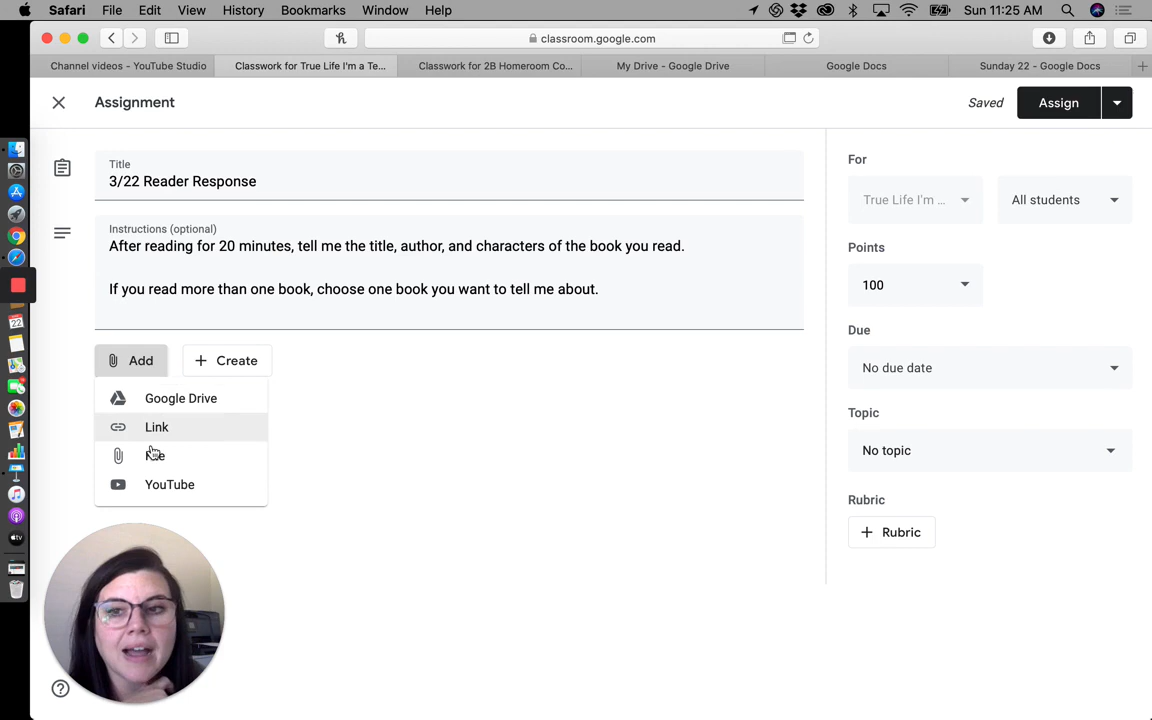 Safari File Edit View History Bookmarks Window Help Sun 11:25 AM
classroom.google.com
Channel videos - YouTube Studio Classwork for True Life I'm a Te... Classwork for 2B Homeroom Co... My Drive - Google Drive Google Docs Sunday 22 - Google Docs
Assignment Saved Assign
Title
3/22 Reader Response
Instructions (optional)
After reading for 20 minutes, tell me the title, author, and characters of the book you read.
If you read more than one book, choose one book you want to tell me about.
Add Create
Google Drive
Link
YouTube
For
True Life I'm ... All students
Points
100
Due
No due date
Topic
No topic
Rubric
Rubric
22
tv